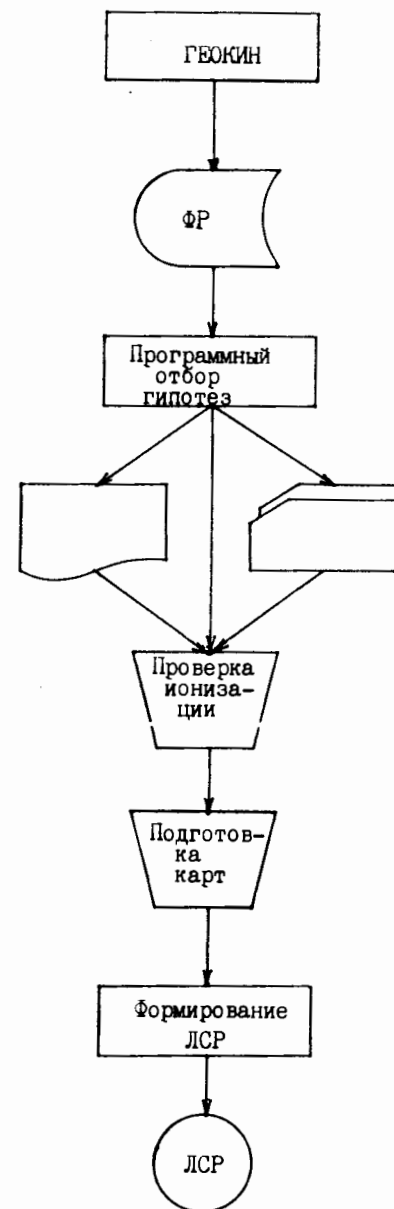 ГЕОКИН
ФР
Программный
отбор
гипотез
Проверка
иониза-
ции
Подготов-
ка
карт
Формирование
ЛСР
ЛСР